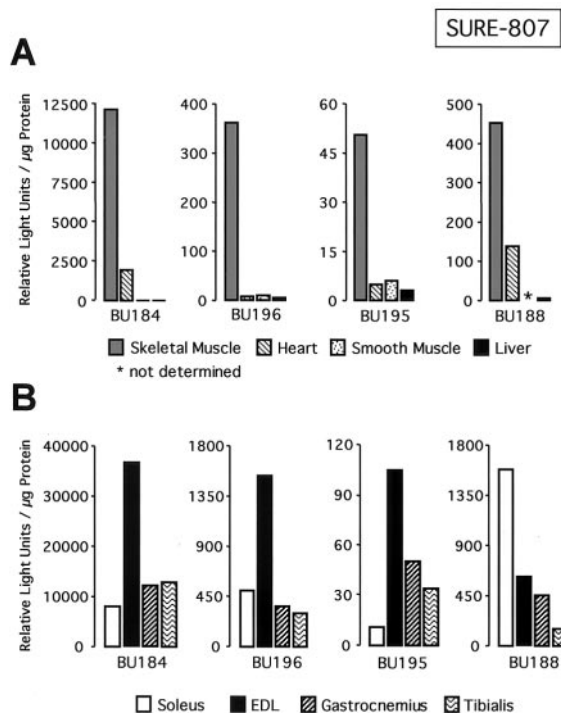 SURE-807
A
Relative Light Units / µg Protein
12500
10000
7500
5000
2500
0
BU184
400
300
200
100
0
BU196
60
45
30
15
0
BU195
500
400
300
200
100
0
*
BU188
Skeletal Muscle Heart Smooth Muscle Liver
* not determined
B
Relative Light Units / µg Protein
40000
30000
20000
10000
0
BU184
1800
1350
900
450
0
BU196
120
90
60
30
0
BU195
1800
1350
900
450
0
BU188
Soleus EDL Gastrocnemius Tibialis